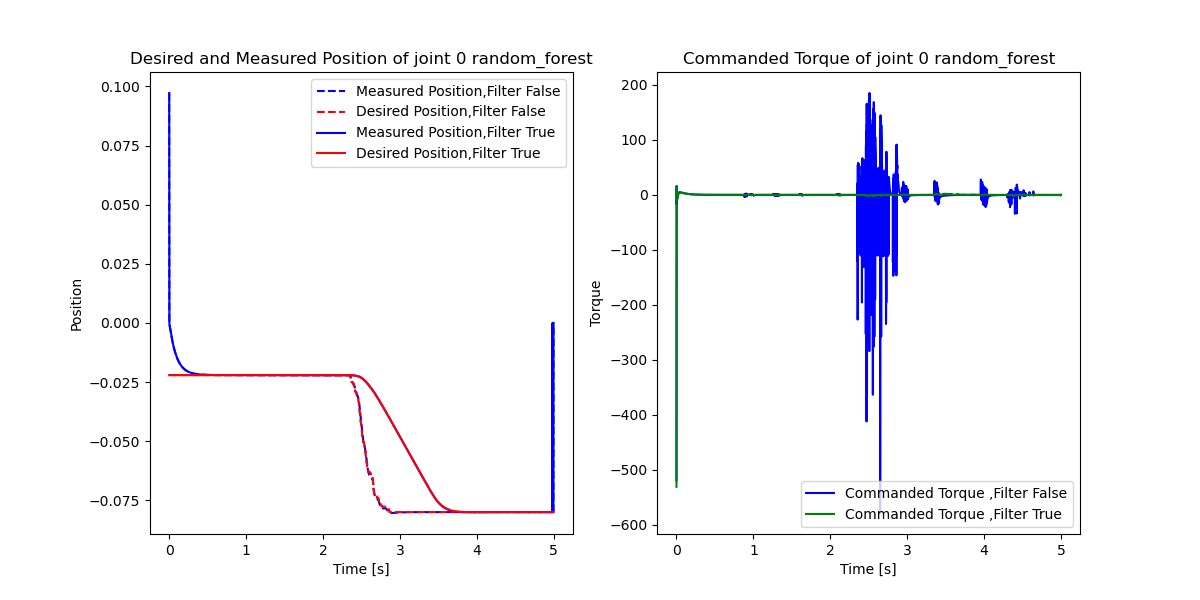 Desired and Measured Position of joint 0 random_forest
0.100
0.075
0.050
0.025
0.000
−0.025
−0.050
−0.075
Position
Measured Position,Filter False
Desired Position,Filter False
Measured Position,Filter True
Desired Position,Filter True
0 1 2 3 4 5
Time [s]
Commanded Torque of joint 0 random_forest
200
100
0
−100
−200
−300
−400
−500
−600
Torque
Commanded Torque ,Filter False
Commanded Torque ,Filter True
0 1 2 3 4 5
Time [s]